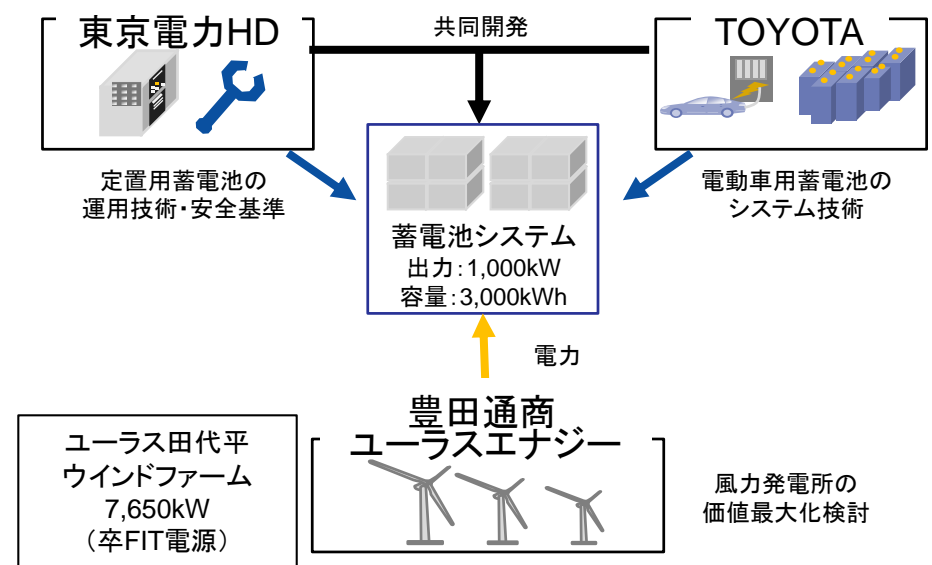 東京電力HD
共同開発
TOYOTA
定置用蓄電池の
運用技術・安全基準
電動車用蓄電池の
システム技術
蓄電池システム
出力:1,000kW
容量:3,000kWh
電力
豊田通商
ユーラスエナジー
ユーラス田代平
ウインドファーム
7,650kW
（卒FIT電源）
風力発電所の
価値最大化検討